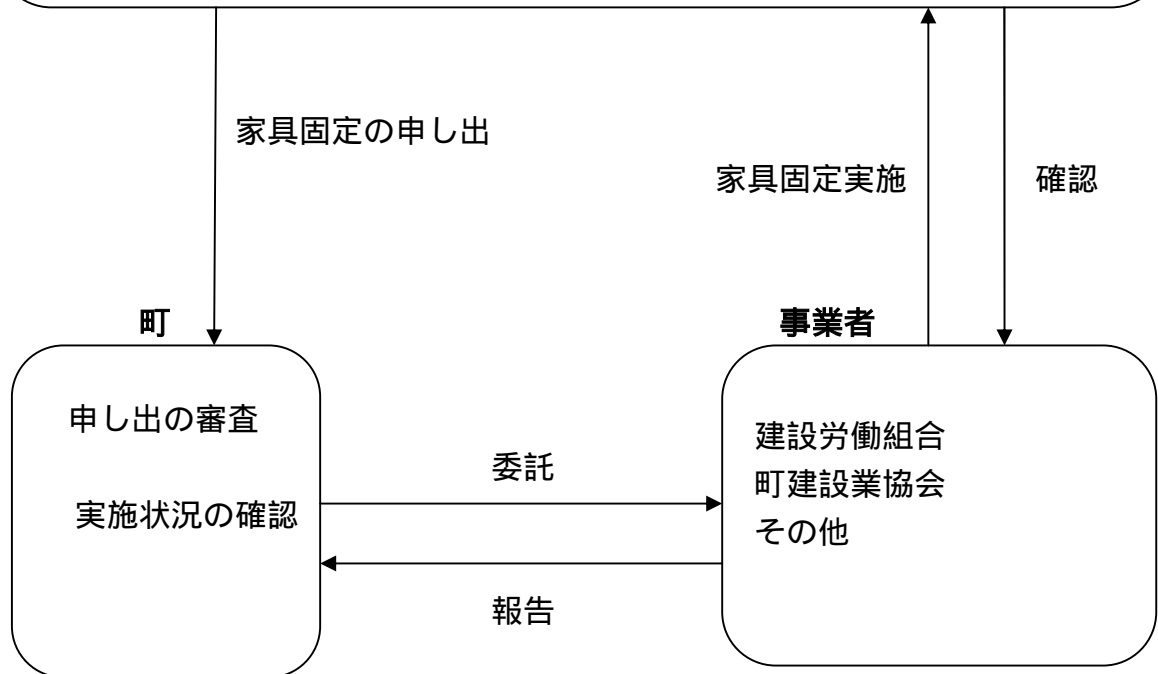 家具固定の申し出
家具固定実施
確認
町
事業者
申し出の審査
実施状況の確認
委託
報告
建設労働組合
町建設業協会
その他